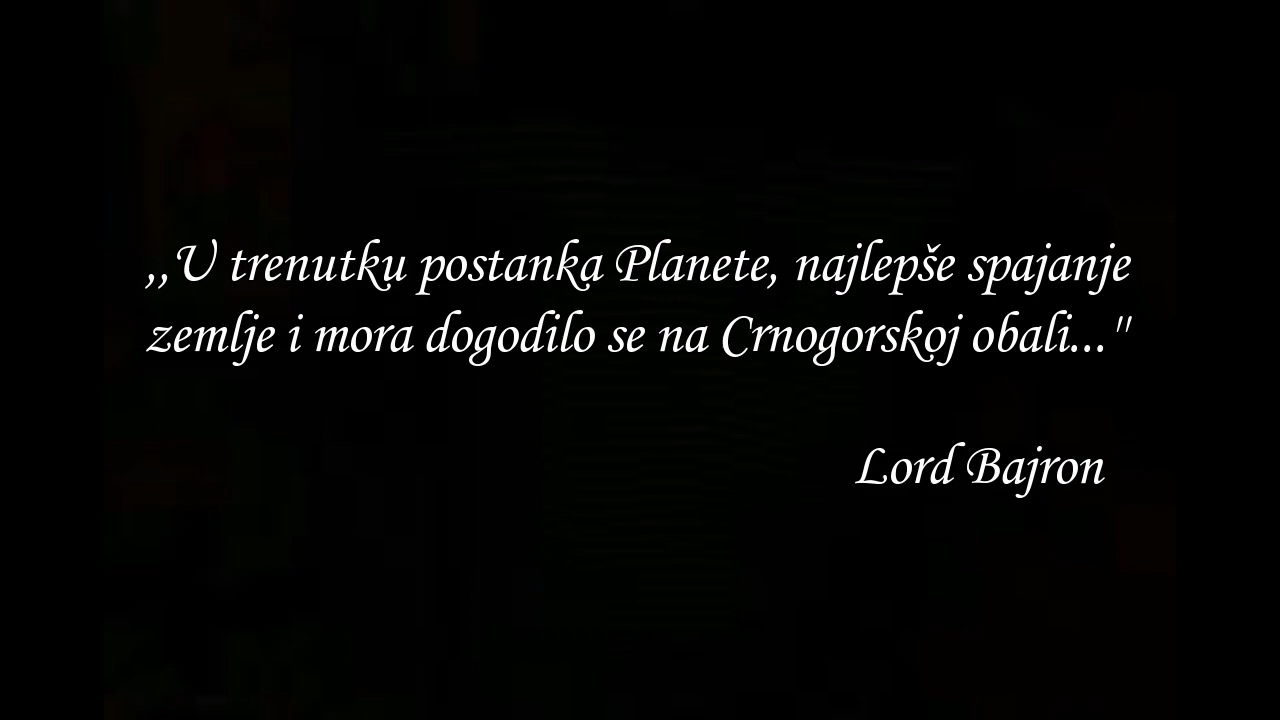 ,,U trenutku postanka Planete, najlepše spajanje
zemlje i mora dogodilo se na Crnogorskoj obali..."
Lord Bajron